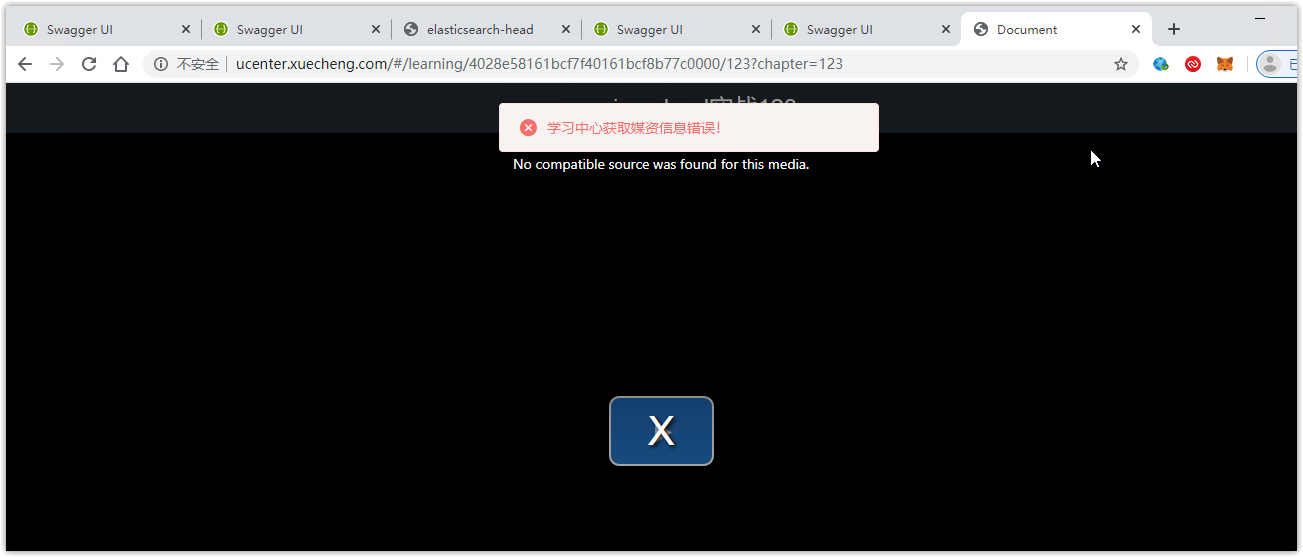 Swagger UI
Swagger UI
elasticsearch-head
Swagger UI
Swagger UI
Document
不安全
ucenter.xuecheng.com/#/learning/4028e58161bcf7f40161bcf8b77c0000/123?chapter=123
学习中心获取媒资信息错误!
No compatible source was found for this media.
X